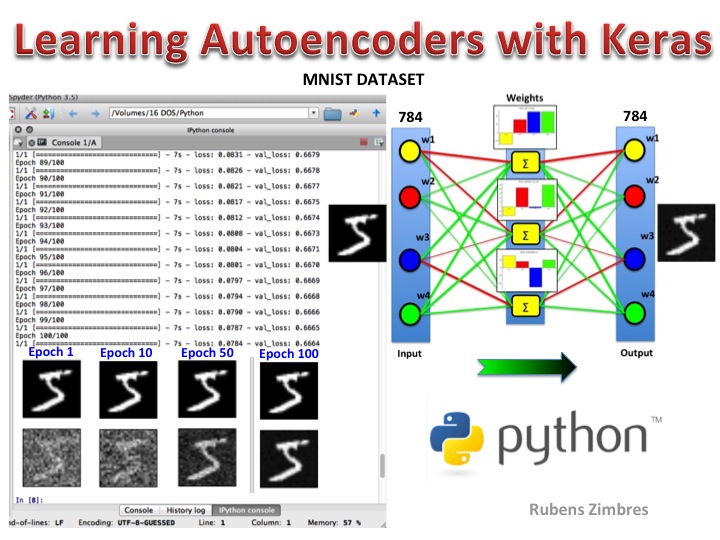 Learning Autoencoders with Keras
MNIST DATASET
Spyder (Python 3.5)
/Volumes/16 DOS/Python
IPython console
Console 1/A
1/1 [==============================] - 7s - loss: 0.0831 - val_loss: 0.6679
Epoch 89/100
1/1 [==============================] - 7s - loss: 0.0826 - val_loss: 0.6678
Epoch 90/100
1/1 [==============================] - 7s - loss: 0.0821 - val_loss: 0.6677
Epoch 91/100
1/1 [==============================] - 7s - loss: 0.0817 - val_loss: 0.6675
Epoch 92/100
1/1 [==============================] - 7s - loss: 0.0812 - val_loss: 0.6674
Epoch 93/100
1/1 [==============================] - 7s - loss: 0.0808 - val_loss: 0.6673
Epoch 94/100
1/1 [==============================] - 7s - loss: 0.0804 - val_loss: 0.6671
Epoch 95/100
1/1 [==============================] - 7s - loss: 0.0801 - val_loss: 0.6670
Epoch 96/100
1/1 [==============================] - 7s - loss: 0.0797 - val_loss: 0.6669
Epoch 97/100
1/1 [==============================] - 7s - loss: 0.0794 - val_loss: 0.6668
Epoch 98/100
1/1 [==============================] - 7s - loss: 0.0790 - val_loss: 0.6666
Epoch 99/100
1/1 [==============================] - 7s - loss: 0.0787 - val_loss: 0.6665
Epoch 100/100
1/1 [==============================] - 7s - loss: 0.0784 - val_loss: 0.6664
Epoch 1 Epoch 10 Epoch 50 Epoch 100
In [8]:
Console History log IPython console
nd-of-lines: LF Encoding: UTF-8-GUESSED Line: 1 Column: 1 Memory: 57 %
Weights
784 784
w1 w1
Σ
w2 w2
Σ
w3 w3
w4 w4
Σ
Input Output
python™
Rubens Zimbres